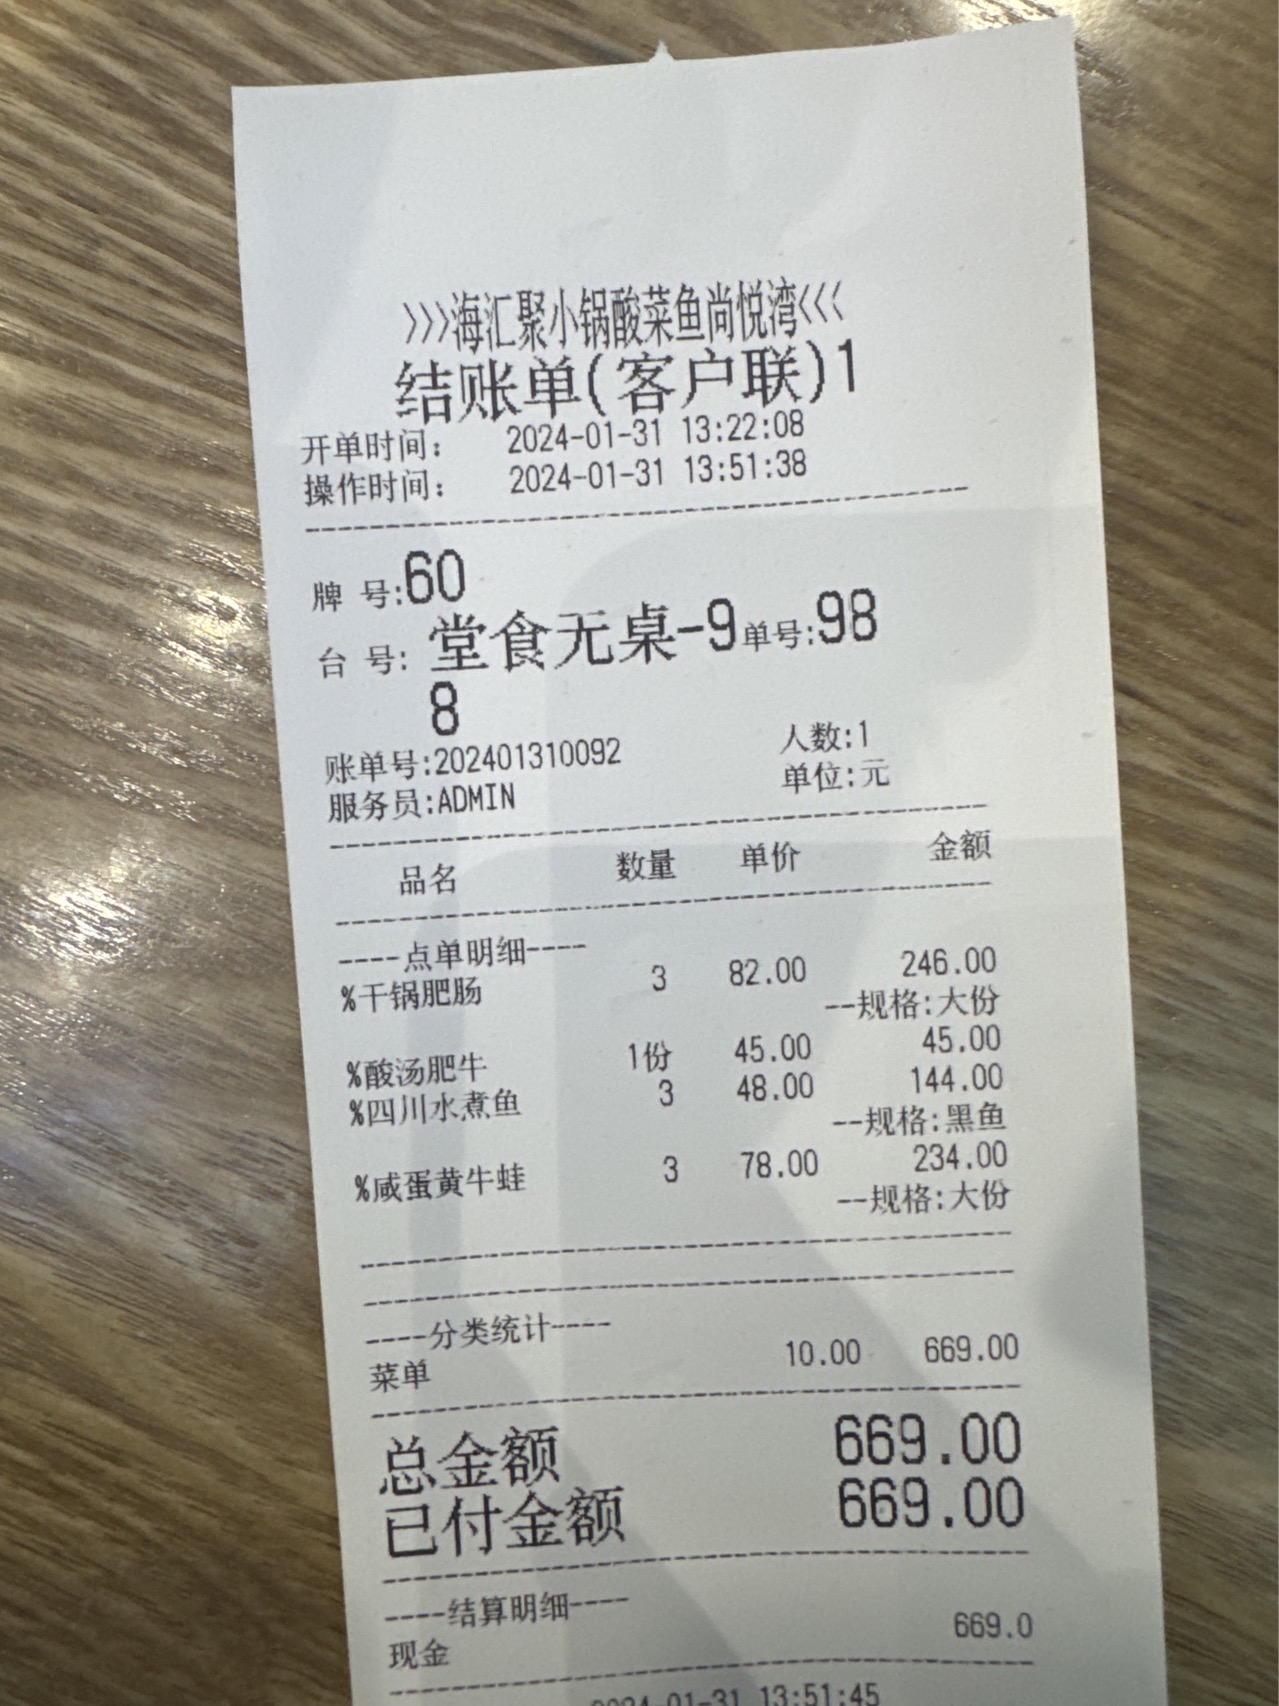 >>>海汇聚小锅酸菜鱼尚悦湾<<<
结账单(客户联)1
开单时间: 2024-01-31 13:22:08
操作时间: 2024-01-31 13:51:38
牌 号:60
台 号: 堂食无桌-9 单号:98
8
账单号:202401310092 人数:1
服务员:ADMIN 单位:元
品名 数量 单价 金额
----点单明细----
%干锅肥肠 3 82.00 246.00
--规格:大份
%酸汤肥牛 1份 45.00 45.00
%四川水煮鱼 3 48.00 144.00
--规格:黑鱼
%咸蛋黄牛蛙 3 78.00 234.00
--规格:大份
----分类统计----
菜单 10.00 669.00
总金额 669.00
已付金额 669.00
----结算明细----
现金 669.0
2024-01-31 13:51:45